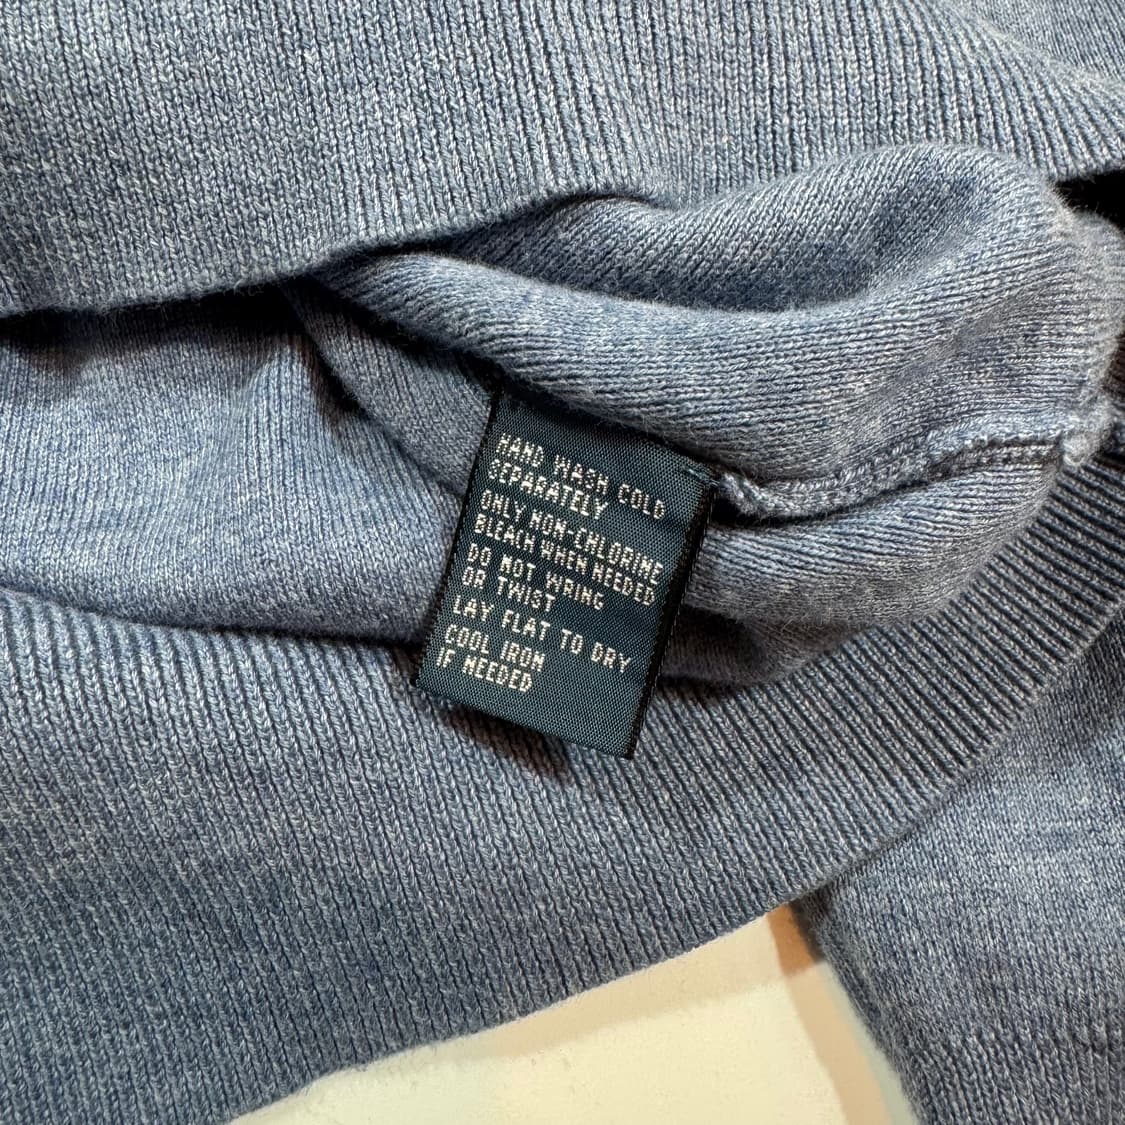 HAND WASH COLD
SEPARATELY
ONLY NON-CHLORINE
BLEACH WHEN NEEDED
DO NOT WRING
OR TWIST
LAY FLAT TO DRY
COOL IRON
IF NEEDED